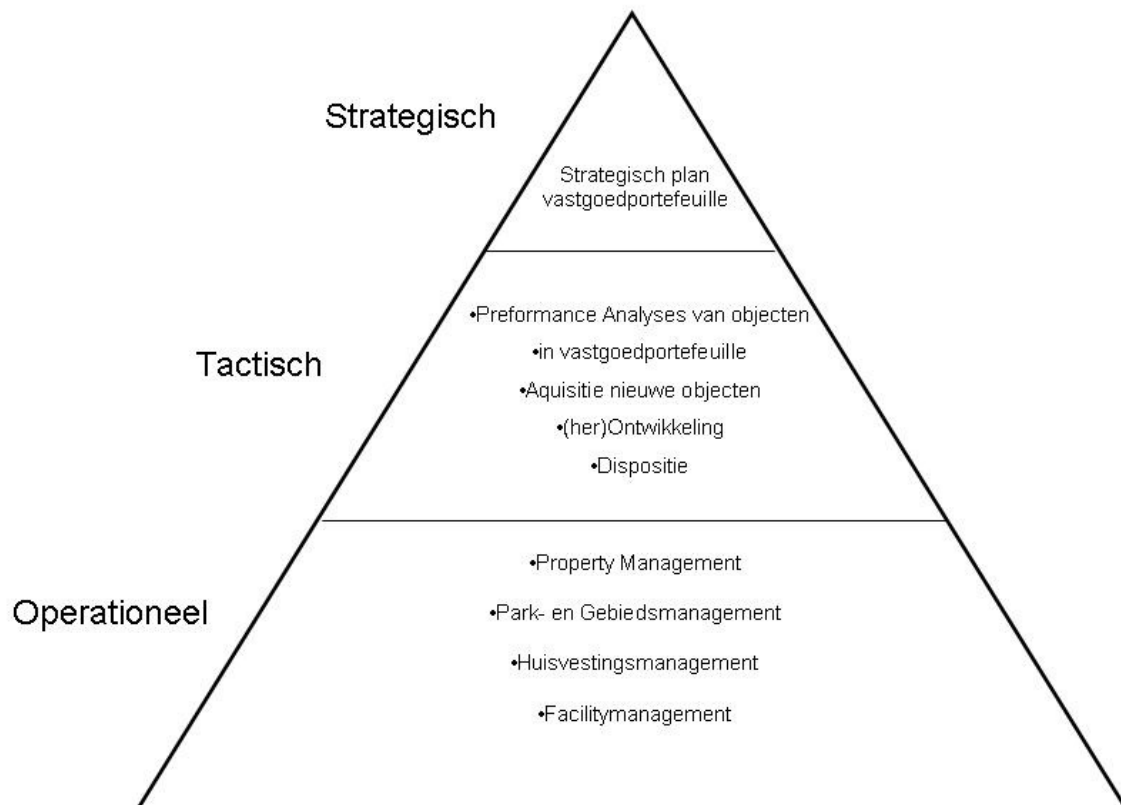 Strategisch
Strategisch plan
vastgoedportefeuille
Tactisch
•Preformance Analyses van objecten
•in vastgoedportefeuille
•Aquisitie nieuwe objecten
•(her)Ontwikkeling
•Dispositie
Operationeel
•Property Management
•Park- en Gebiedsmanagement
•Huisvestingsmanagement
•Facilitymanagement